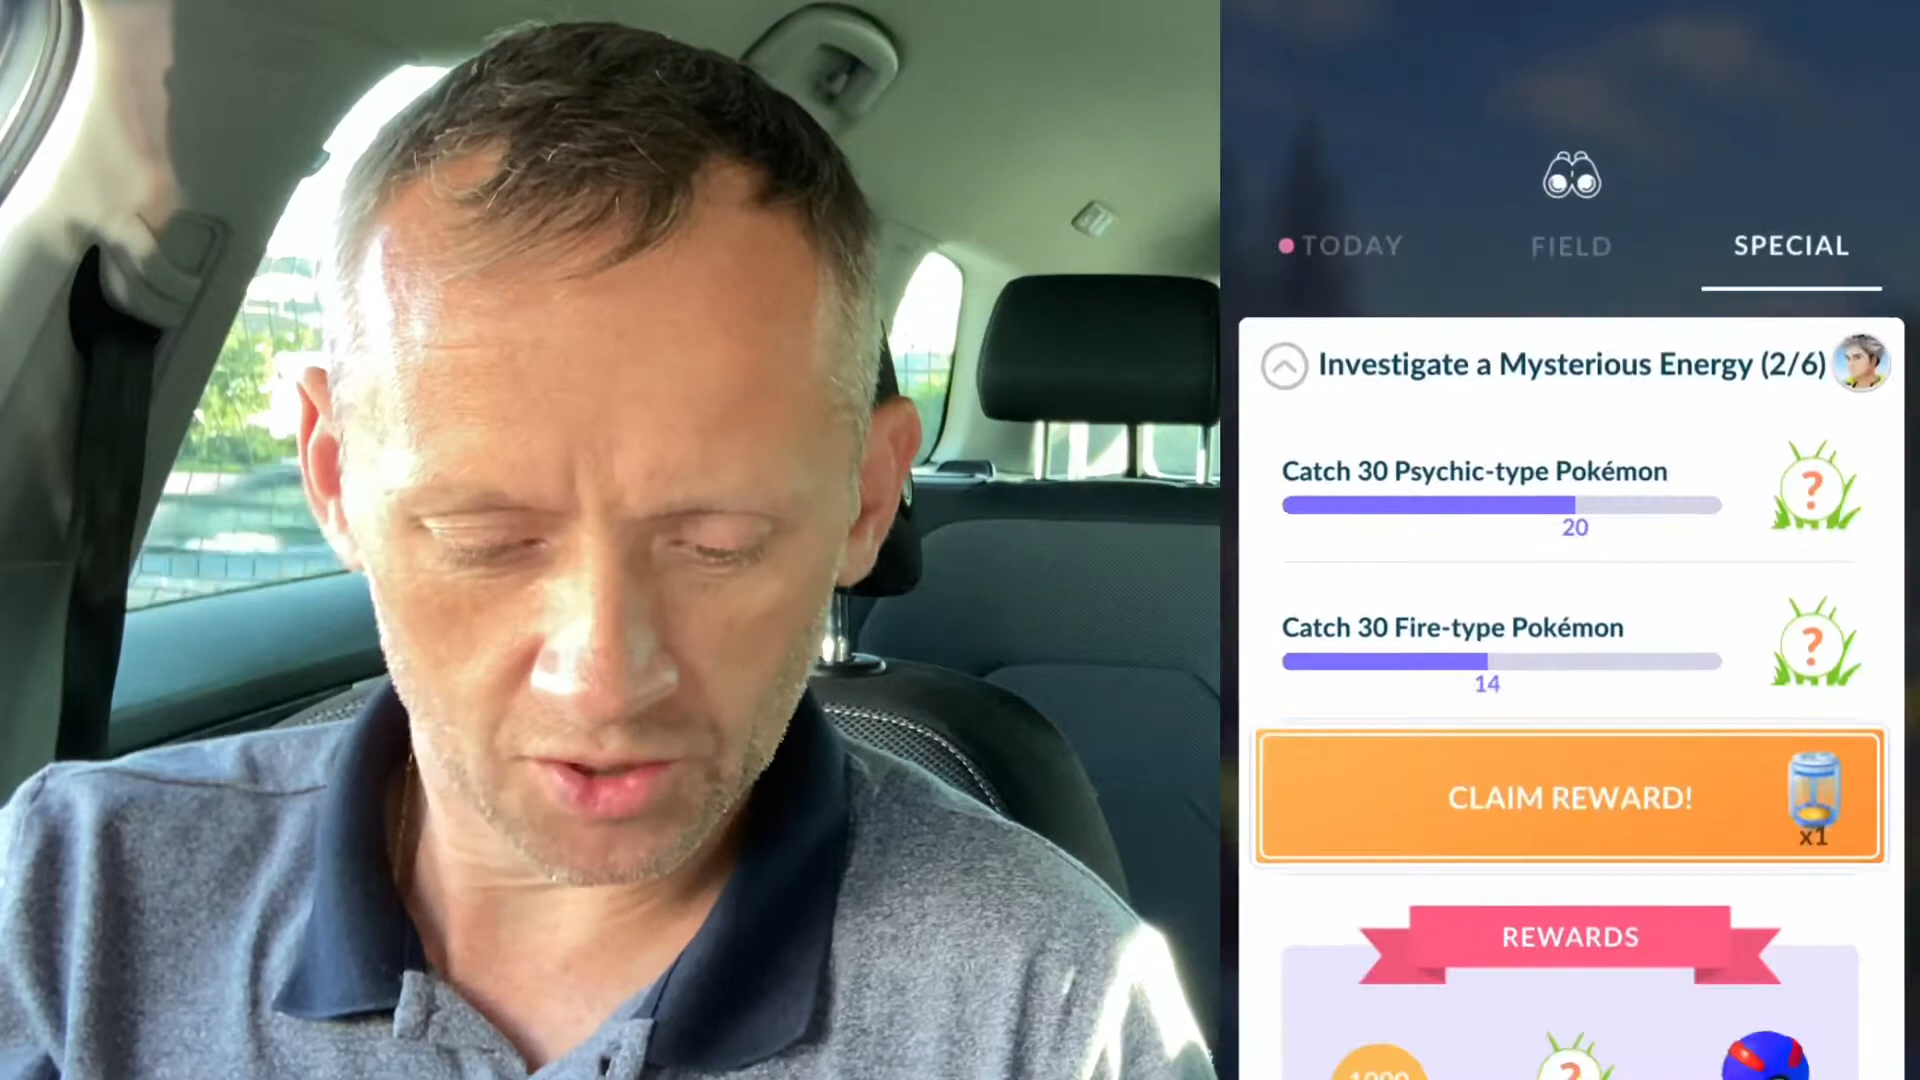 TODAY
FIELD
SPECIAL
Investigate a Mysterious Energy (2/6)
Catch 30 Psychic-type Pokémon
?
20
Catch 30 Fire-type Pokémon
?
14
CLAIM REWARD!
x1
REWARDS
1000
?